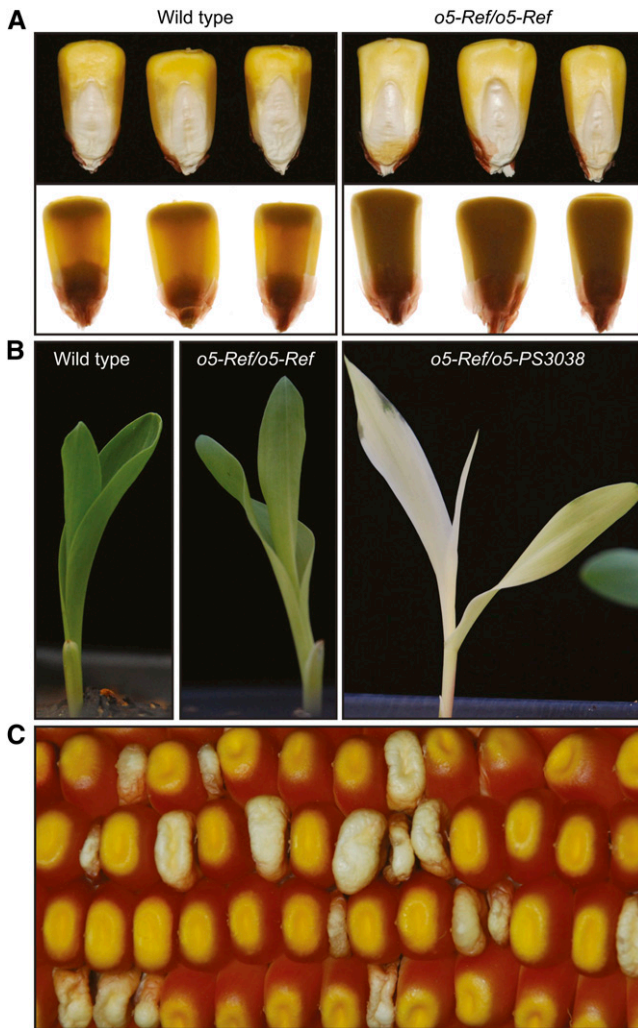 A
Wild type
o5-Ref/o5-Ref
B
Wild type
o5-Ref/o5-Ref
o5-Ref/o5-PS3038
C